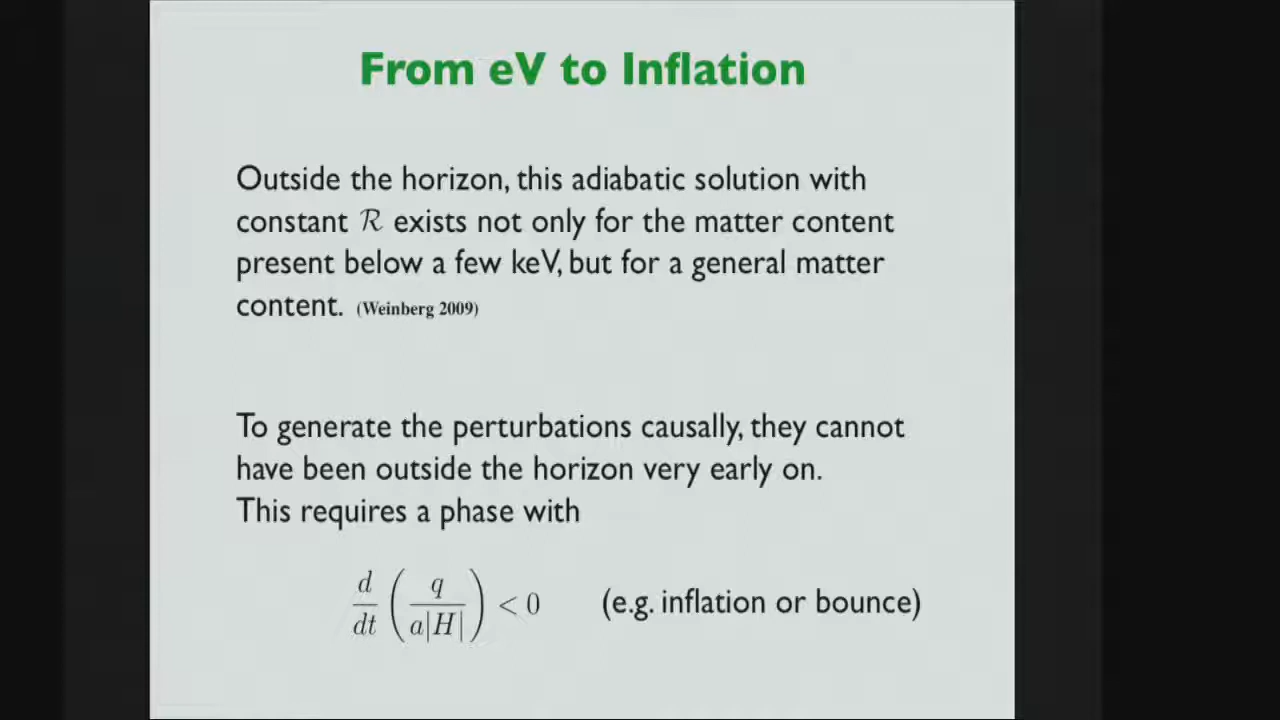 From eV to Inflation
Outside the horizon, this adiabatic solution with
constant ℛ exists not only for the matter content
present below a few keV, but for a general matter
content. (Weinberg 2009)
To generate the perturbations causally, they cannot
have been outside the horizon very early on.
This requires a phase with
d/dt (q/a|H|) < 0 (e.g. inflation or bounce)